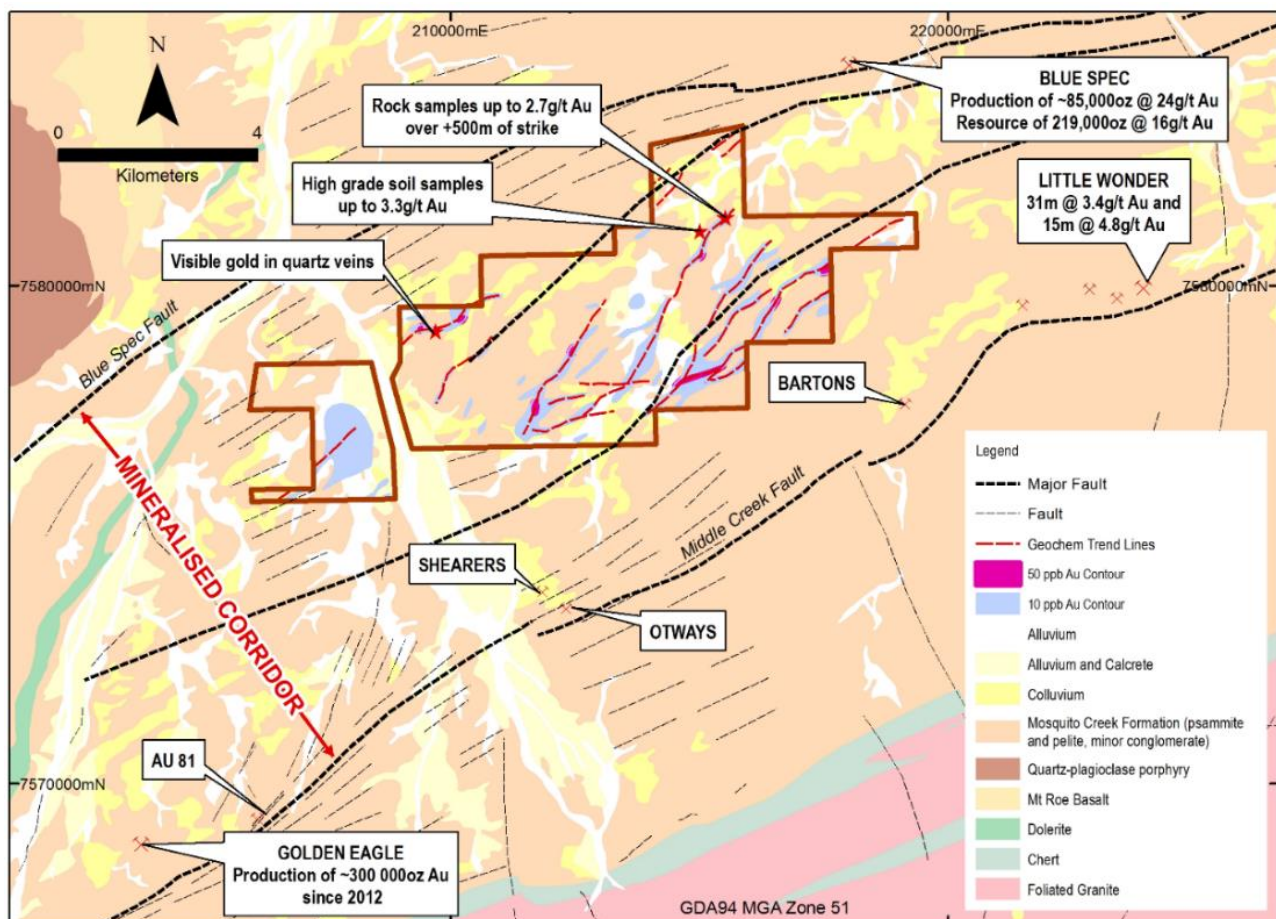 210000mE
220000mE
N
0
4
Kilometers
Rock samples up to 2.7g/t Au
over +500m of strike
High grade soil samples
up to 3.3g/t Au
Visible gold in quartz veins
BLUE SPEC
Production of ~85,000oz @ 24g/t Au
Resource of 219,000oz @ 16g/t Au
LITTLE WONDER
31m @ 3.4g/t Au and
15m @ 4.8g/t Au
7580000mN
7580000mN
Blue Spec Fault
BARTONS
MINERALISED CORRIDOR
Middle Creek Fault
SHEARERS
OTWAYS
AU 81
7570000mN
GOLDEN EAGLE
Production of ~300 000oz Au
since 2012
GDA94 MGA Zone 51
Legend
Major Fault
Fault
Geochem Trend Lines
50 ppb Au Contour
10 ppb Au Contour
Alluvium
Alluvium and Calcrete
Colluvium
Mosquito Creek Formation (psammite
and pelite, minor conglomerate)
Quartz-plagioclase porphyry
Mt Roe Basalt
Dolerite
Chert
Foliated Granite